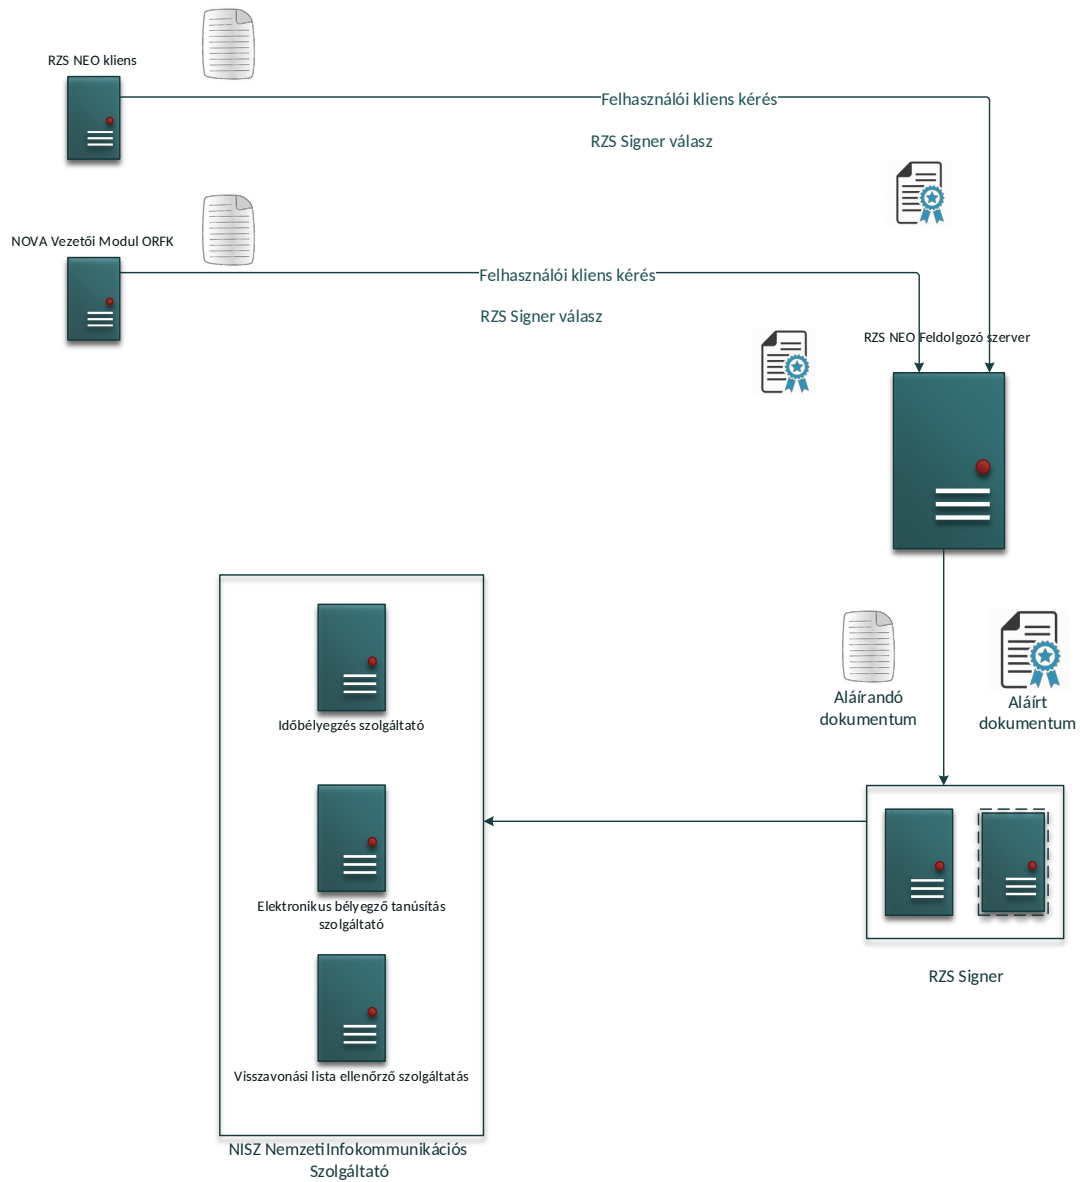 RZS NEO kliens
Felhasználói kliens kérés
RZS Signer válasz
NOVA Vezetői Modul ORFK
Felhasználói kliens kérés
RZS Signer válasz
RZS NEO Feldolgozó szerver
Aláírandó
dokumentum
Aláírt
dokumentum
Időbélyegzés szolgáltató
Elektronikus bélyegző tanúsítás
szolgáltató
RZS Signer
Visszavonási lista ellenőrző szolgáltatás
NISZ Nemzeti Infokommunikációs
Szolgáltató